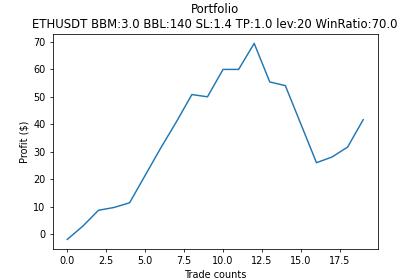 Portfolio
ETHUSDT BBM:3.0 BBL:140 SL:1.4 TP:1.0 lev:20 WinRatio:70.0
70
60
50
40
30
20
10
0
Profit ($)
0.0 2.5 5.0 7.5 10.0 12.5 15.0 17.5
Trade counts